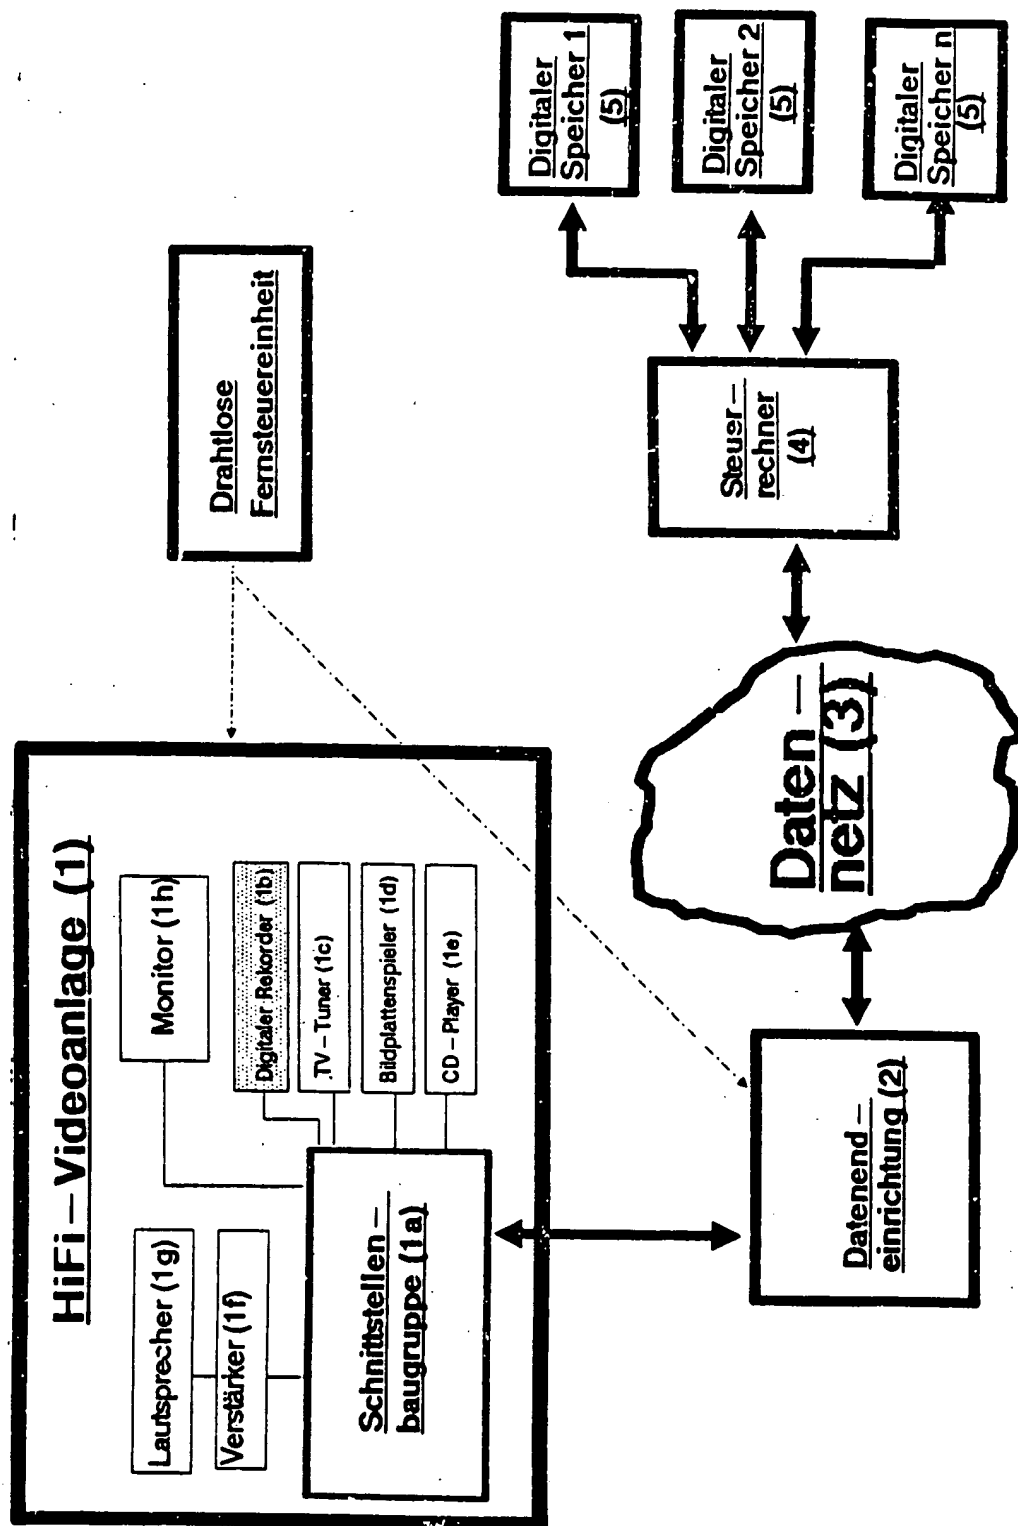 HiFi – Videoanlage (1)
Lautsprecher (1g)
Verstärker (1f)
Monitor (1h)
Digitaler Rekorder (1b)
TV – Tuner (1c)
Bildplattenspieler (1d)
CD – Player (1e)
Schnittstellen –
baugruppe (1a)
Drahtlose
Fernsteuereinheit
Datenend –
einrichtung (2)
Daten –
netz (3)
Steuer –
rechner
(4)
Digitaler
Speicher 1
(5)
Digitaler
Speicher 2
(5)
Digitaler
Speicher n
(5)